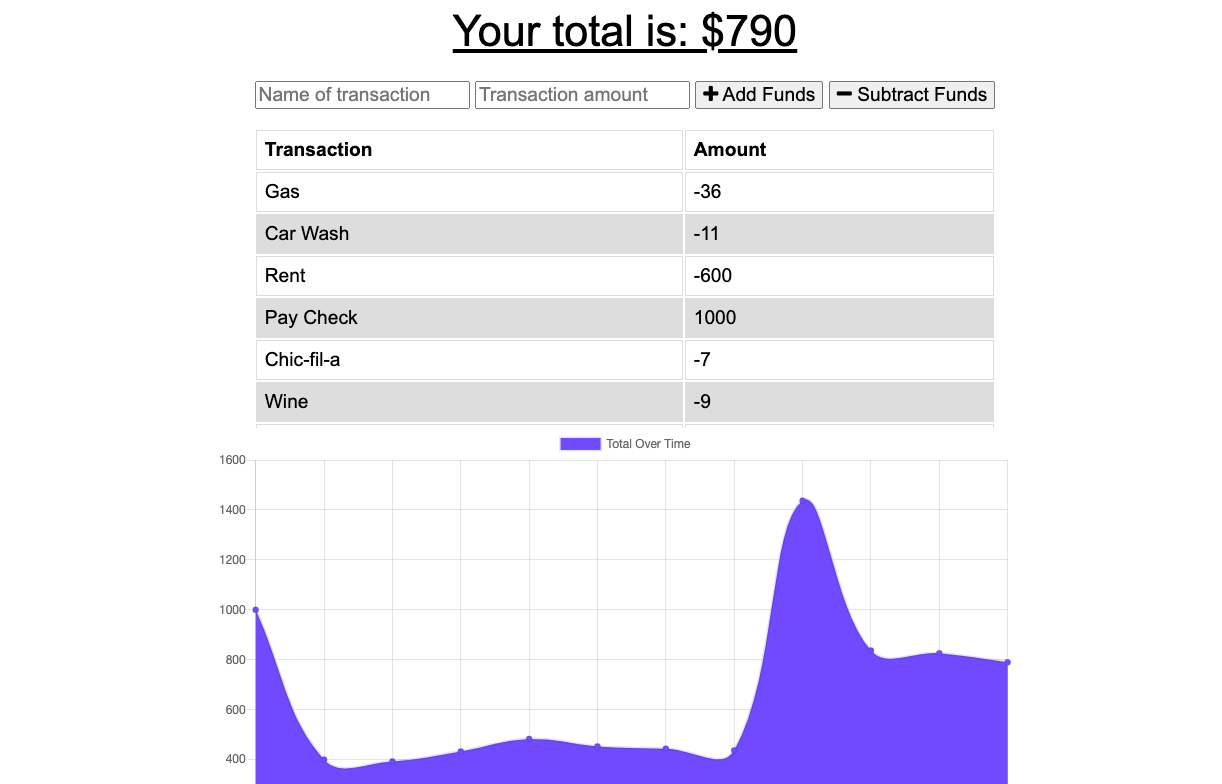 Your total is: $790
Name of transaction Transaction amount Add Funds Subtract Funds
Transaction Amount
Gas -36
Car Wash -11
Rent -600
Pay Check 1000
Chic-fil-a -7
Wine -9
Total Over Time
1600
1400
1200
1000
800
600
400